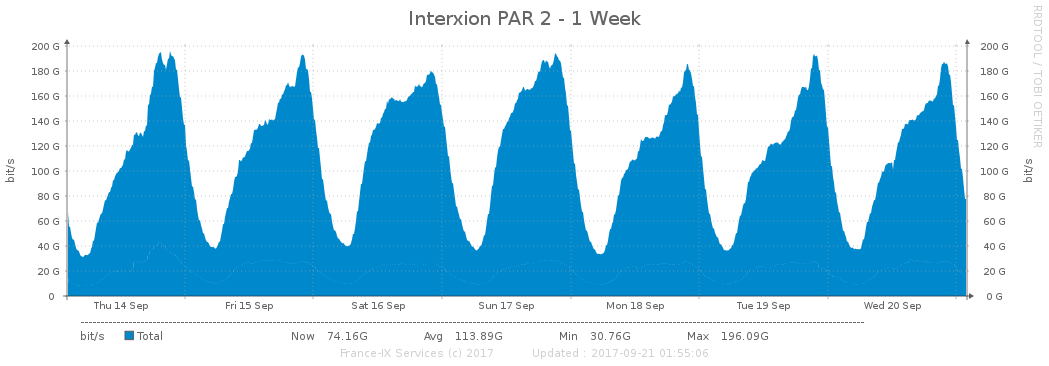 Interxion PAR 2 - 1 Week
RRDTOOL / TOBI OETIKER
bit/s
200 G
180 G
160 G
140 G
120 G
100 G
80 G
60 G
40 G
20 G
0
200 G
180 G
160 G
140 G
120 G
100 G
80 G
60 G
40 G
20 G
0 G
bit/s
Thu 14 Sep Fri 15 Sep Sat 16 Sep Sun 17 Sep Mon 18 Sep Tue 19 Sep Wed 20 Sep
bit/s Total Now 74.16G Avg 113.89G Min 30.76G Max 196.09G
France-IX Services (c) 2017 Updated : 2017-09-21 01:55:06